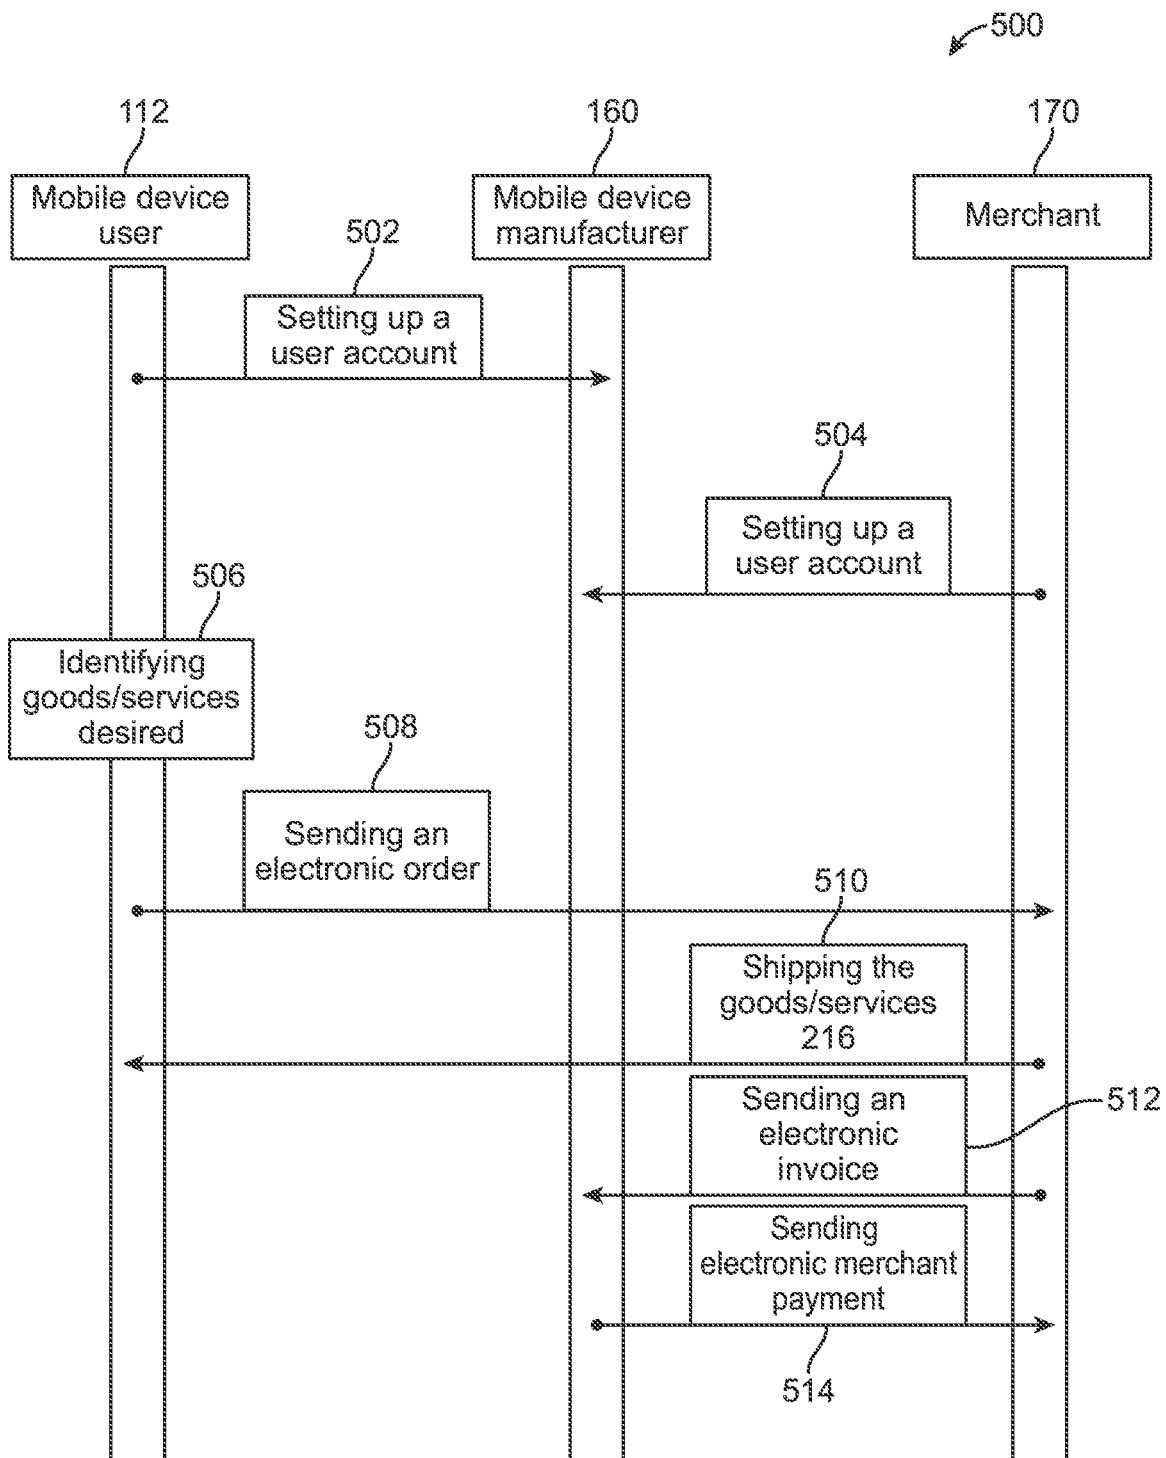 500
112
160
170
Mobile device
user
Mobile device
manufacturer
Merchant
502
Setting up a
user account
504
Setting up a
user account
506
Identifying
goods/services
desired
508
Sending an
electronic order
510
Shipping the
goods/services
216
Sending an
electronic
invoice
512
Sending
electronic merchant
payment
514